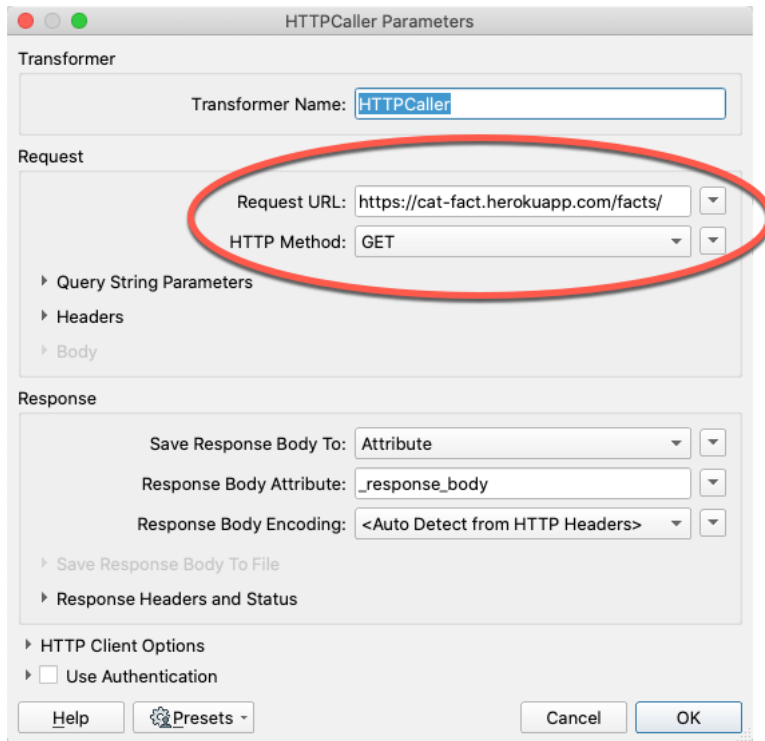 HTTPCaller Parameters
Transformer
Transformer Name: HTTPCaller
Request
Request URL: https://cat-fact.herokuapp.com/facts/
HTTP Method: GET
Query String Parameters
Headers
Body
Response
Save Response Body To: Attribute
Response Body Attribute: _response_body
Response Body Encoding: <Auto Detect from HTTP Headers>
Save Response Body To File
Response Headers and Status
HTTP Client Options
Use Authentication
Help Presets Cancel OK